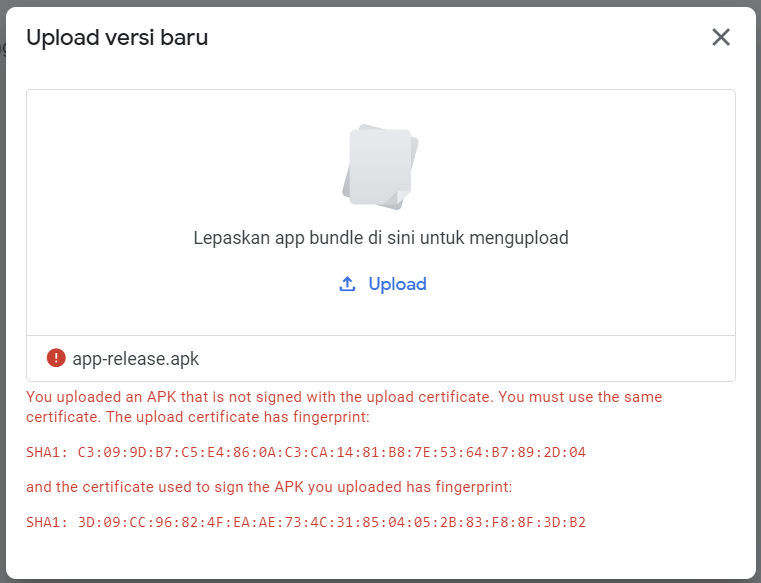 Upload versi baru
Lepaskan app bundle di sini untuk mengupload
Upload
app-release.apk
You uploaded an APK that is not signed with the upload certificate. You must use the same
certificate. The upload certificate has fingerprint:
SHA1: C3:09:9D:B7:C5:E4:86:0A:C3:CA:14:81:B8:7E:53:64:B7:89:2D:04
and the certificate used to sign the APK you uploaded has fingerprint:
SHA1: 3D:09:CC:96:82:4F:EA:AE:73:4C:31:85:04:05:2B:83:F8:8F:3D:B2